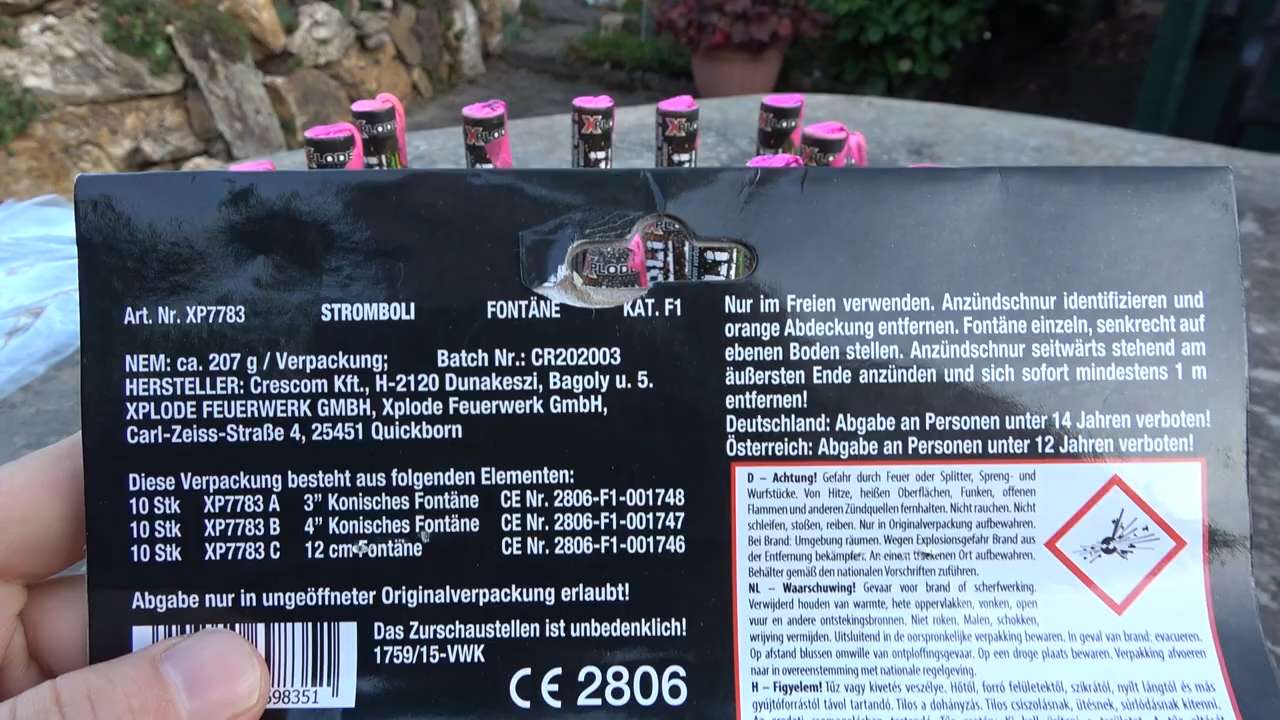 XPLODE
Art. Nr. XP7783 STROMBOLI FONTÄNE KAT. F1
NEM: ca. 207 g / Verpackung; Batch Nr.: CR202003
HERSTELLER: Crescom Kft., H-2120 Dunakeszi, Bagoly u. 5.
XPLODE FEUERWERK GMBH, Xplode Feuerwerk GmbH,
Carl-Zeiss-Straße 4, 25451 Quickborn
Diese Verpackung besteht aus folgenden Elementen:
10 Stk XP7783 A 3” Konisches Fontäne CE Nr. 2806-F1-001748
10 Stk XP7783 B 4” Konisches Fontäne CE Nr. 2806-F1-001747
10 Stk XP7783 C 12 cm Fontäne CE Nr. 2806-F1-001746
Abgabe nur in ungeöffneter Originalverpackung erlaubt!
Das Zurschaustellen ist unbedenklich!
1759/15-VWK
CE 2806
Nur im Freien verwenden. Anzündschnur identifizieren und
orange Abdeckung entfernen. Fontäne einzeln, senkrecht auf
ebenen Boden stellen. Anzündschnur seitwärts stehend am
äußersten Ende anzünden und sich sofort mindestens 1 m
entfernen!
Deutschland: Abgabe an Personen unter 14 Jahren verboten!
Österreich: Abgabe an Personen unter 12 Jahren verboten!
D – Achtung! Gefahr durch Feuer oder Splitter, Spreng- und
Wurfstücke. Von Hitze, heißen Oberflächen, Funken, offenen
Flammen und anderen Zündquellen fernhalten. Nicht rauchen. Nicht
schleifen, stoßen, reiben. Nur in Originalverpackung aufbewahren.
Bei Brand: Umgebung räumen. Wegen Explosionsgefahr Brand aus
der Entfernung bekämpfen. An einem trockenen Ort aufbewahren.
Behälter gemäß den nationalen Vorschriften zuführen.
NL – Waarschuwing! Gevaar voor brand of scherfwerking.
Verwijderd houden van warmte, hete oppervlakken, vonken, open
vuur en andere ontstekingsbronnen. Niet roken. Malen, schokken,
wrijving vermijden. Uitsluitend in de oorspronkelijke verpakking bewaren. In geval van brand: evacueren.
Op afstand blussen omwille van ontploffingsgevaar. Op een droge plaats bewaren. Verpakking afvoeren
naar in overeenstemming met nationale regelgeving.
H – Figyelem! Tűz vagy kivetés veszélye. Hőtől, forró felületektől, szikrától, nyílt lángtól és más
gyújtóforrástól távol tartandó. Tilos a dohányzás. Tilos csiszolásnak, ütésnek, súrlódásnak kitenni.